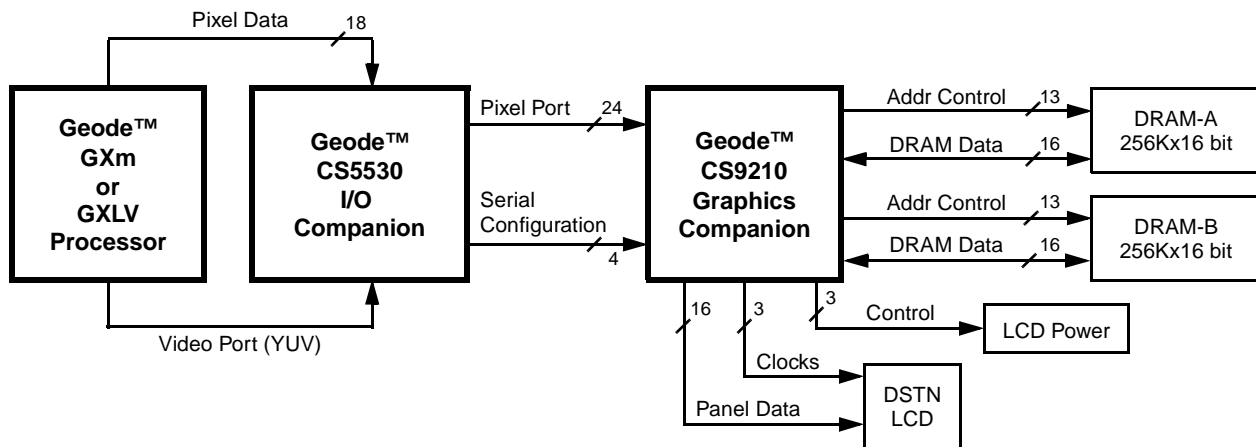 Pixel Data
18
Geode™
GXm
or
GXLV
Processor
Video Port (YUV)
Geode™
CS5530
I/O
Companion
Pixel Port
24
Serial
Configuration
4
Geode™
CS9210
Graphics
Companion
Addr Control
13
DRAM Data
16
DRAM-A
256Kx16 bit
Addr Control
13
DRAM Data
16
DRAM-B
256Kx16 bit
16
3
3
Control
LCD Power
Clocks
Panel Data
DSTN
LCD